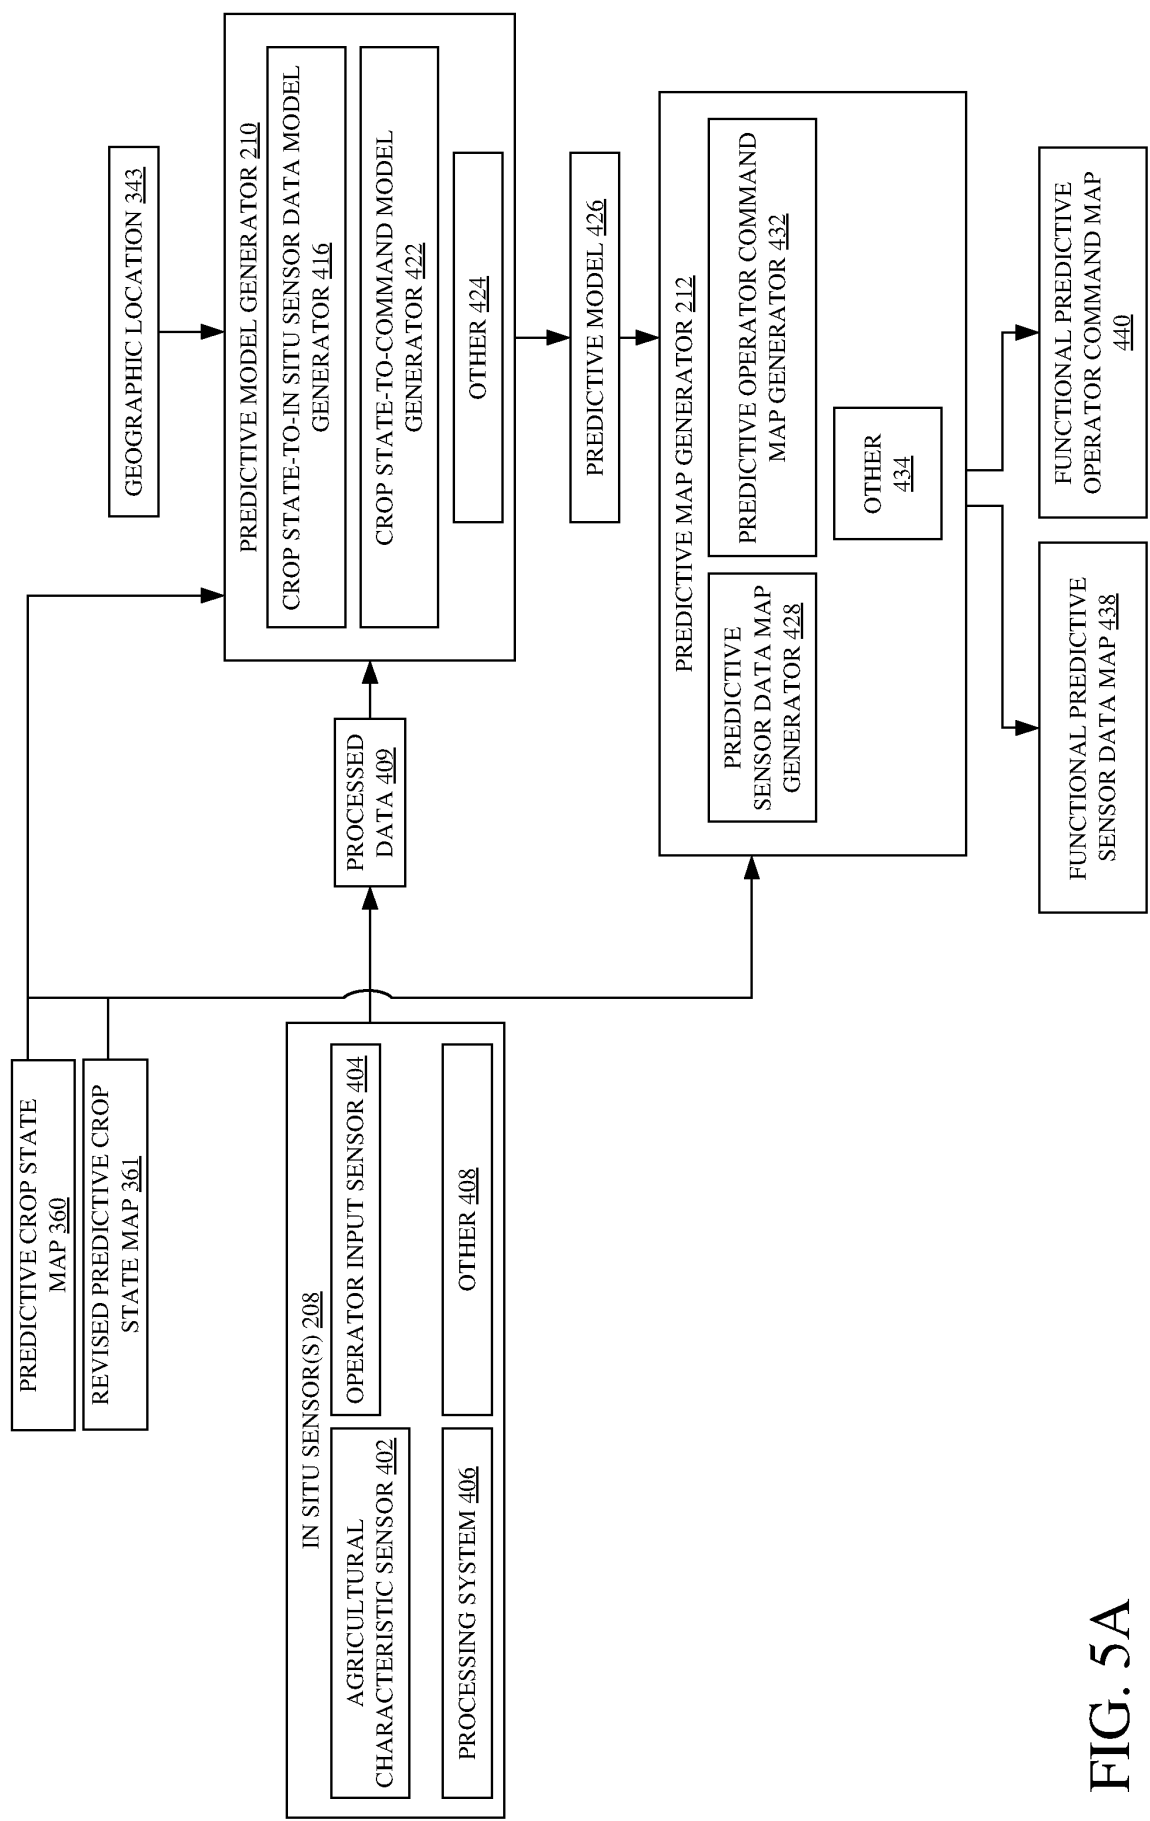 PREDICTIVE CROP STATE
MAP 360
REVISED PREDICTIVE CROP
STATE MAP 361
GEOGRAPHIC LOCATION 343
IN SITU SENSOR(S) 208
AGRICULTURAL
CHARACTERISTIC SENSOR 402
OPERATOR INPUT SENSOR 404
PROCESSING SYSTEM 406
OTHER 408
PROCESSED
DATA 409
PREDICTIVE MODEL GENERATOR 210
CROP STATE-TO-IN SITU SENSOR DATA MODEL
GENERATOR 416
CROP STATE-TO-COMMAND MODEL
GENERATOR 422
OTHER 424
PREDICTIVE MODEL 426
PREDICTIVE MAP GENERATOR 212
PREDICTIVE
SENSOR DATA MAP
GENERATOR 428
PREDICTIVE OPERATOR COMMAND
MAP GENERATOR 432
OTHER
434
FUNCTIONAL PREDICTIVE
SENSOR DATA MAP 438
FUNCTIONAL PREDICTIVE
OPERATOR COMMAND MAP
440
FIG. 5A